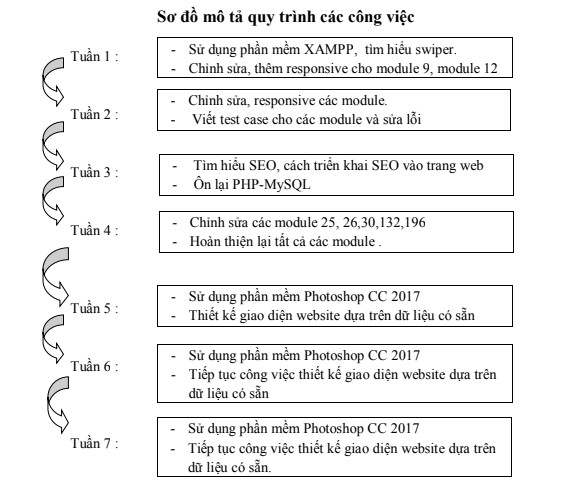 Sơ đồ mô tả quy trình các công việc
Tuần 1 :
- Sử dụng phần mềm XAMPP, tìm hiểu swiper.
- Chỉnh sửa, thêm responsive cho module 9, module 12
Tuần 2 :
- Chỉnh sửa, responsive các module.
- Viết test case cho các module và sửa lỗi
Tuần 3 :
- Tìm hiểu SEO, cách triển khai SEO vào trang web
- Ôn lại PHP-MySQL
Tuần 4 :
- Chỉnh sửa các module 25, 26,30,132,196
- Hoàn thiện lại tất cả các module .
Tuần 5 :
- Sử dụng phần mềm Photoshop CC 2017
- Thiết kế giao diện website dựa trên dữ liệu có sẵn
Tuần 6 :
- Sử dụng phần mềm Photoshop CC 2017
- Tiếp tục công việc thiết kế giao diện website dựa trên
dữ liệu có sẵn
Tuần 7 :
- Sử dụng phần mềm Photoshop CC 2017
- Tiếp tục công việc thiết kế giao diện website dựa trên
dữ liệu có sẵn.